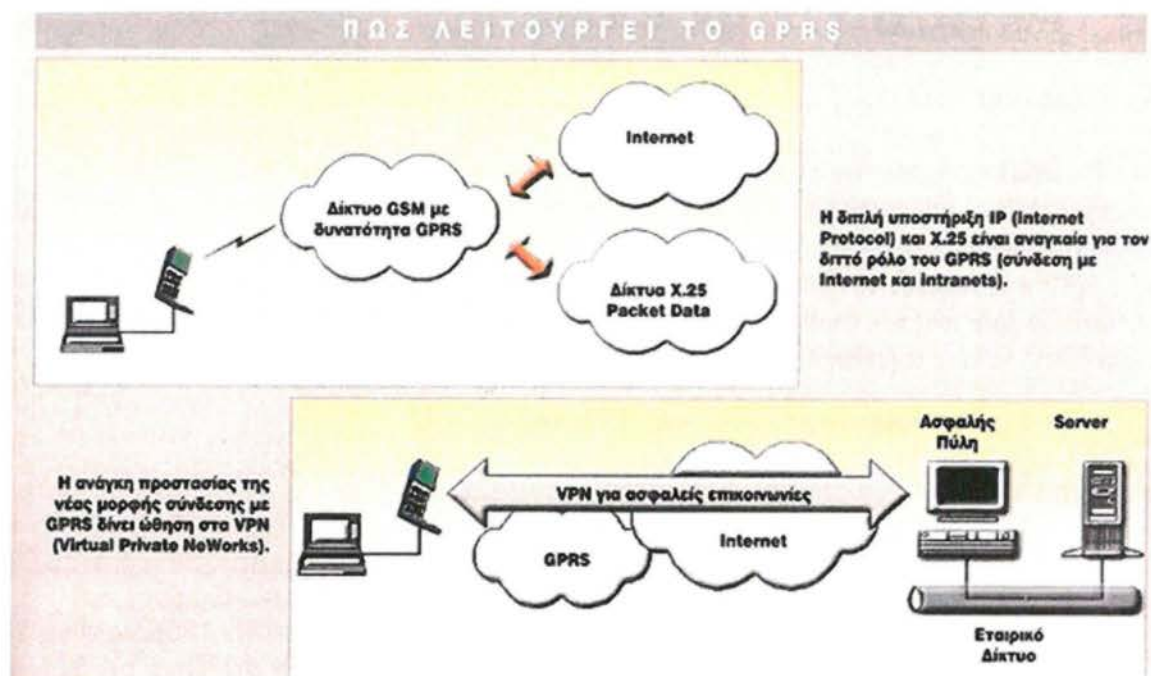 ΠΩΣ ΛΕΙΤΟΥΡΓΕΙ ΤΟ GPRS
Internet
Δίκτυο GSM με
δυνατότητα GPRS
Δίκτυα X.25
Packet Data
Η διπλή υποστήριξη IP (Internet
Protocol) και X.25 είναι αναγκαία για τον
διττό ρόλο του GPRS (σύνδεση με
Internet και intranets).
Η ανάγκη προστασίας της
νέας μορφής σύνδεσης με
GPRS δίνει ώθηση στα VPN
(Virtual Private NeWorks).
VPN για ασφαλείς επικοινωνίες
GPRS
Internet
Ασφαλής
Πύλη
Server
Εταιρικό
Δίκτυο